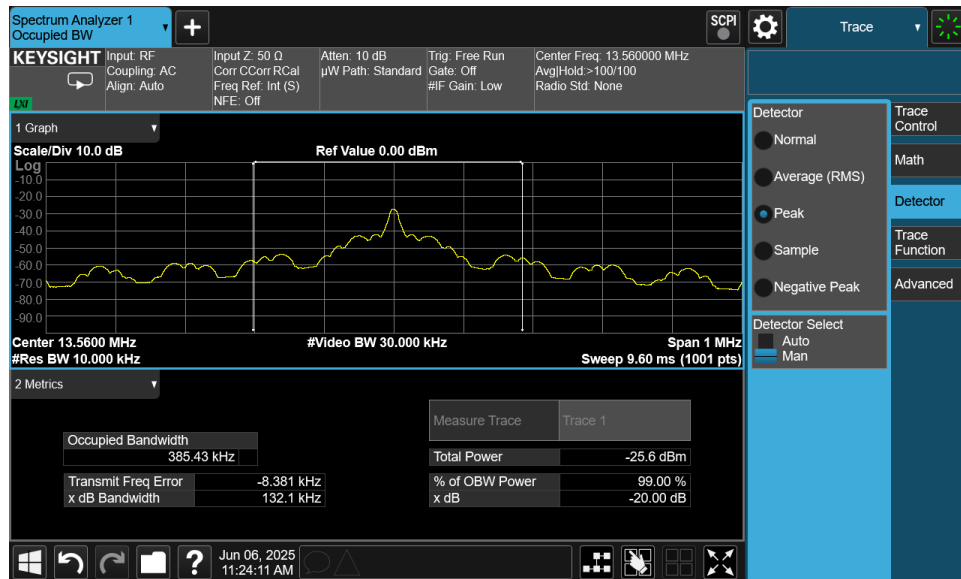 Spectrum Analyzer 1
Occupied BW
SCPI
Trace
KEYSIGHT
LXI
Input: RF
Coupling: AC
Align: Auto
Input Z: 50 Ω
Corr CCorr RCal
Freq Ref: Int (S)
NFE: Off
Atten: 10 dB
µW Path: Standard
Trig: Free Run
Gate: Off
#IF Gain: Low
Center Freq: 13.560000 MHz
Avg|Hold:>100/100
Radio Std: None
1 Graph
Scale/Div 10.0 dB
Ref Value 0.00 dBm
Log
-10.0
-20.0
-30.0
-40.0
-50.0
-60.0
-70.0
-80.0
-90.0
Center 13.5600 MHz
#Video BW 30.000 kHz
Span 1 MHz
#Res BW 10.000 kHz
Sweep 9.60 ms (1001 pts)
2 Metrics
Measure Trace
Trace 1
Occupied Bandwidth
385.43 kHz
Total Power
-25.6 dBm
Transmit Freq Error
-8.381 kHz
% of OBW Power
99.00 %
x dB Bandwidth
132.1 kHz
x dB
-20.00 dB
Detector
Normal
Average (RMS)
Peak
Sample
Negative Peak
Detector Select
Auto
Man
Trace
Control
Math
Detector
Trace
Function
Advanced
?
Jun 06, 2025
11:24:11 AM